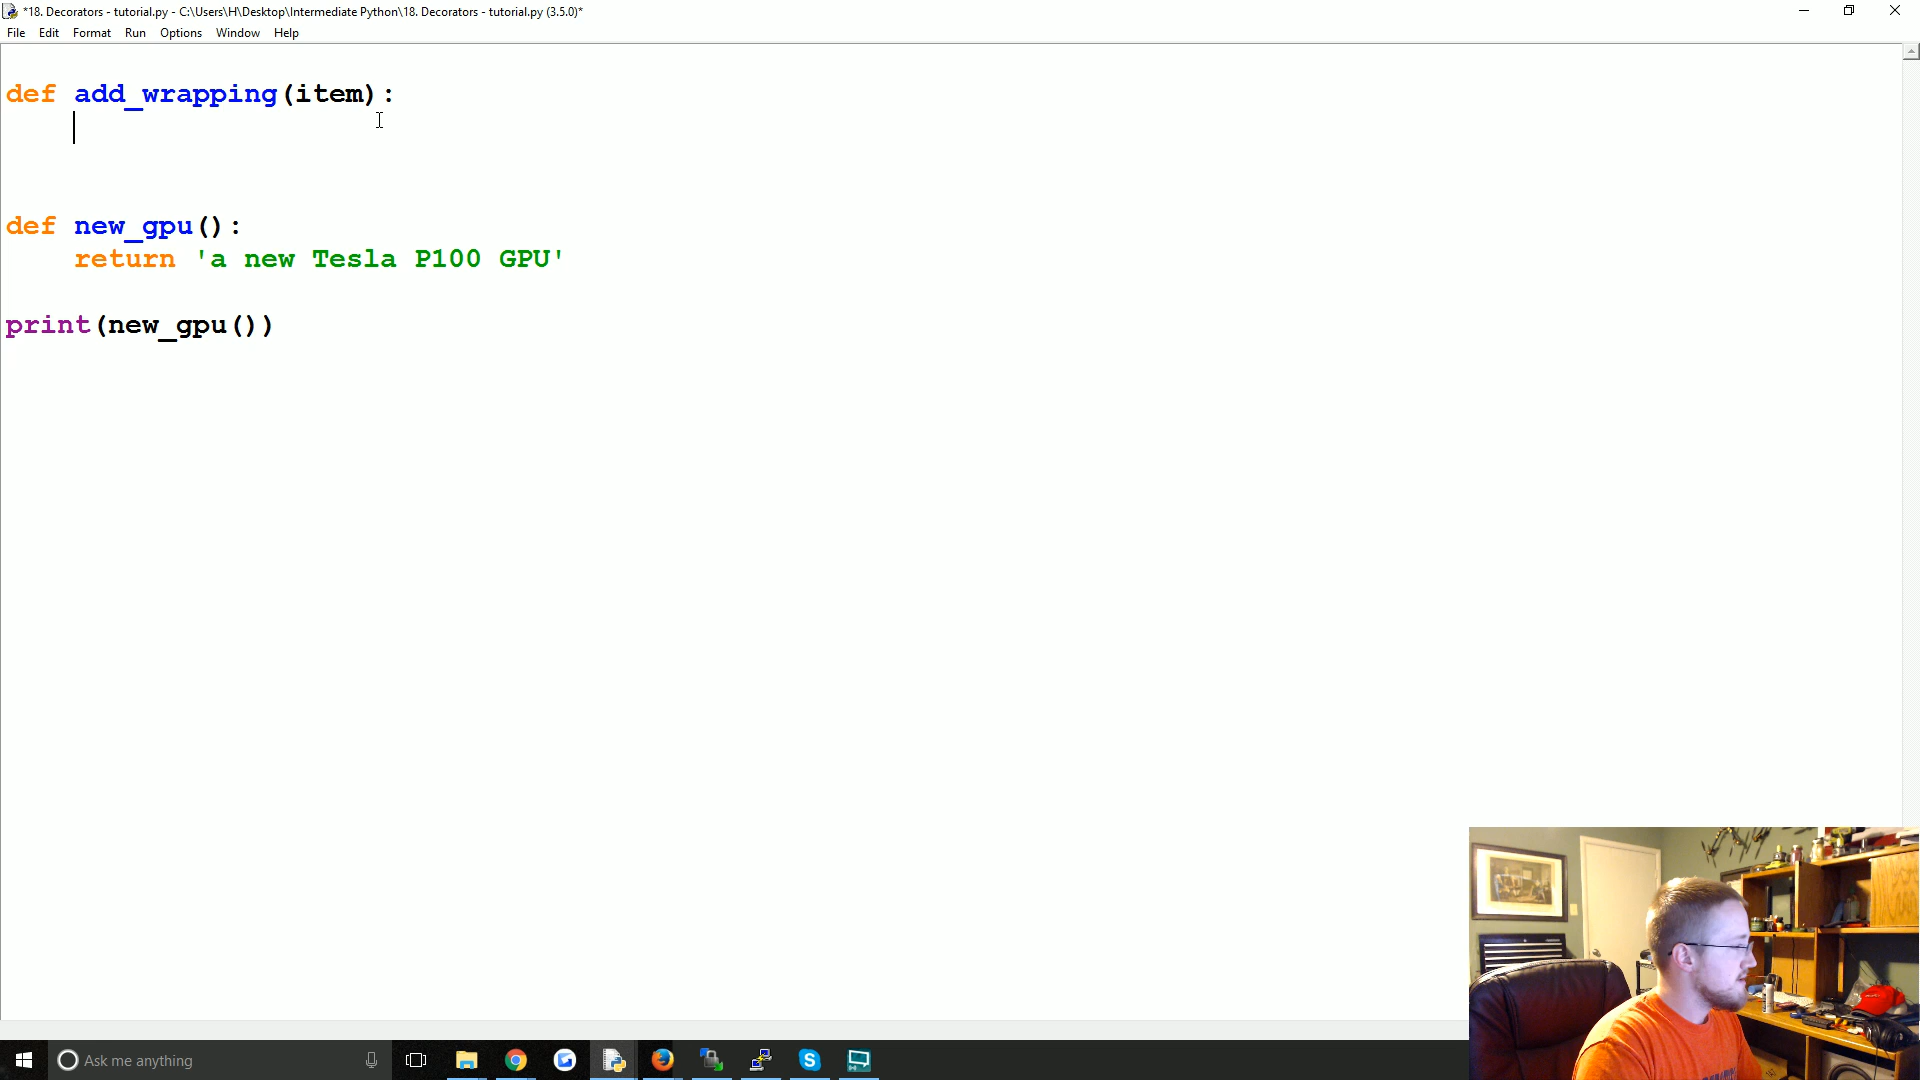 *18. Decorators - tutorial.py - C:\Users\H\Desktop\Intermediate Python\18. Decorators - tutorial.py (3.5.0)*
File Edit Format Run Options Window Help
def add_wrapping(item):
def new_gpu():
return 'a new Tesla P100 GPU'
print(new_gpu())
Ask me anything